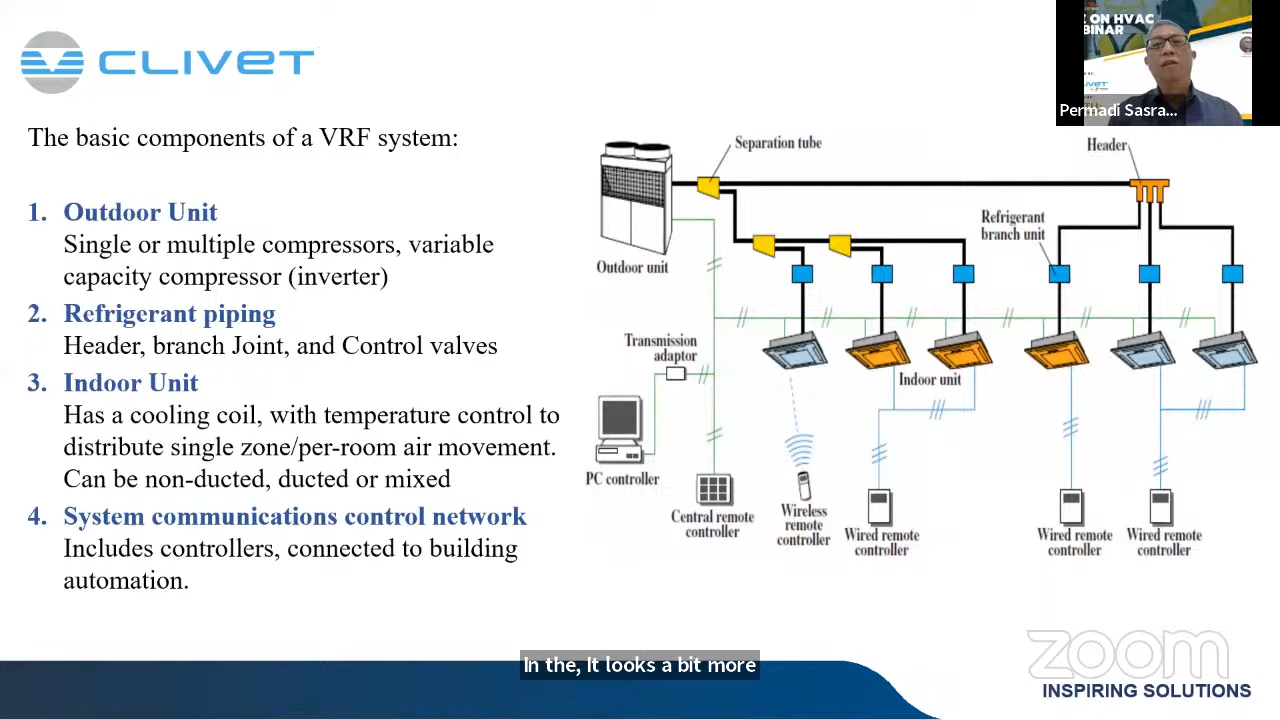 CLIVET
E ON HVAC
BINAR
Permadi Sasra...
The basic components of a VRF system:
1. Outdoor Unit
Single or multiple compressors, variable
capacity compressor (inverter)
2. Refrigerant piping
Header, branch Joint, and Control valves
3. Indoor Unit
Has a cooling coil, with temperature control to
distribute single zone/per-room air movement.
Can be non-ducted, ducted or mixed
4. System communications control network
Includes controllers, connected to building
automation.
Separation tube
Header
Refrigerant
branch unit
Outdoor unit
Transmission
adaptor
Indoor unit
PC controller
Central remote
controller
Wireless
remote
controller
Wired remote
controller
Wired remote
controller
Wired remote
controller
In the, It looks a bit more
zoom
INSPIRING SOLUTIONS